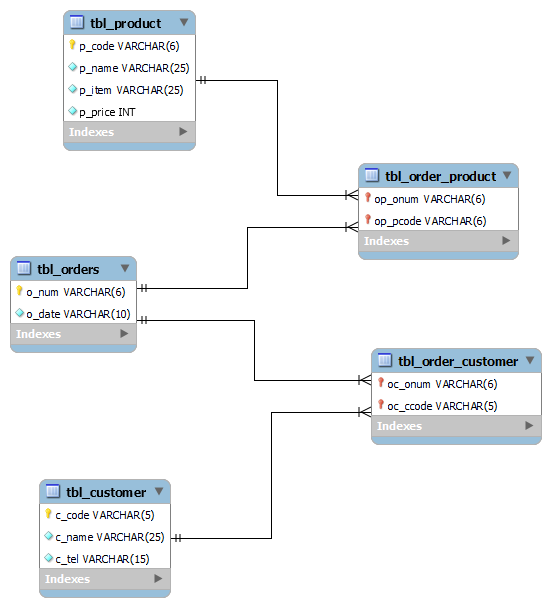 tbl_product
p_code VARCHAR(6)
p_name VARCHAR(25)
p_item VARCHAR(25)
p_price INT
Indexes
tbl_order_product
op_onum VARCHAR(6)
op_pcode VARCHAR(6)
Indexes
tbl_orders
o_num VARCHAR(6)
o_date VARCHAR(10)
Indexes
tbl_order_customer
oc_onum VARCHAR(6)
oc_ccode VARCHAR(5)
Indexes
tbl_customer
c_code VARCHAR(5)
c_name VARCHAR(25)
c_tel VARCHAR(15)
Indexes